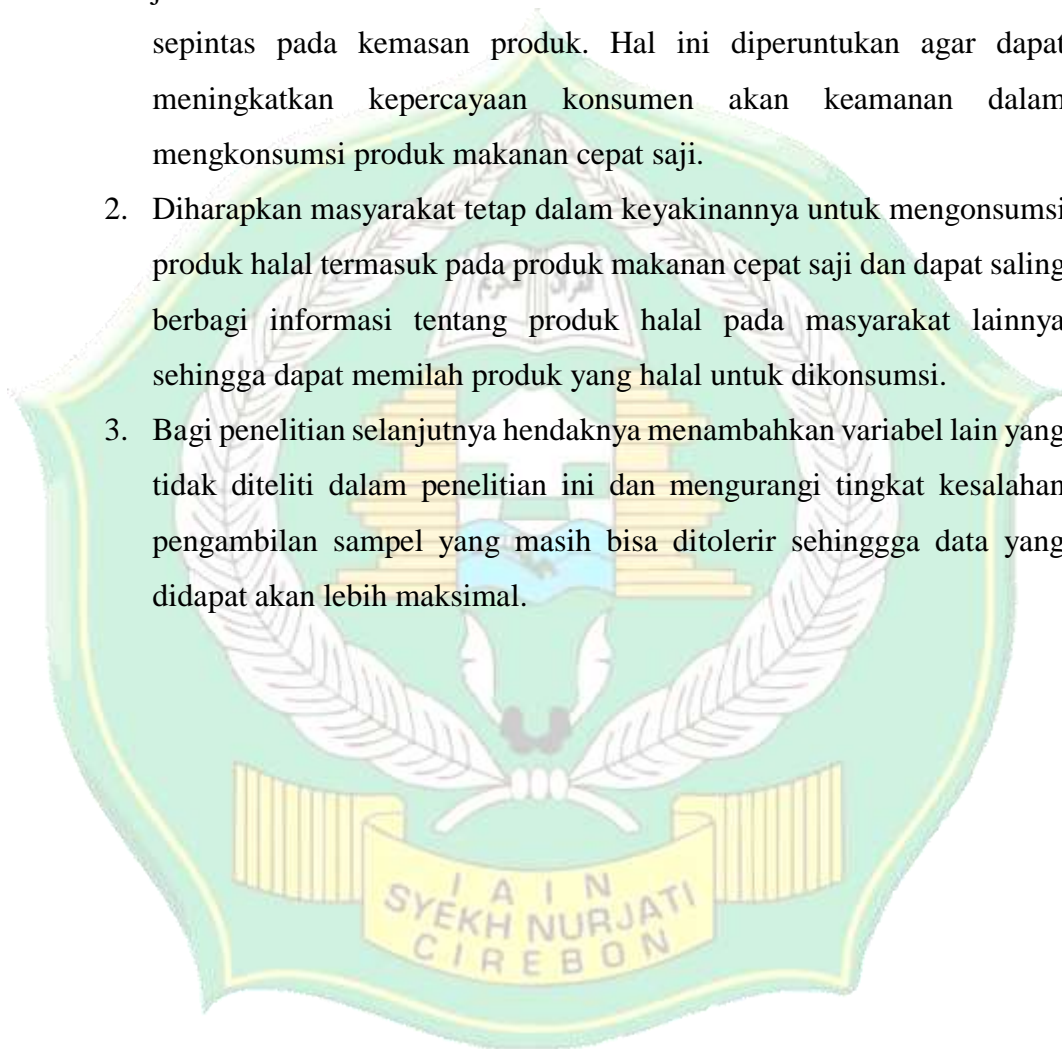 sepintas pada kemasan produk. Hal ini diperuntukan agar dapat
meningkatkan kepercayaan konsumen akan keamanan dalam
mengkonsumsi produk makanan cepat saji.
2. Diharapkan masyarakat tetap dalam keyakinannya untuk mengonsumsi
produk halal termasuk pada produk makanan cepat saji dan dapat saling
berbagi informasi tentang produk halal pada masyarakat lainnya
sehingga dapat memilah produk yang halal untuk dikonsumsi.
3. Bagi penelitian selanjutnya hendaknya menambahkan variabel lain yang
tidak diteliti dalam penelitian ini dan mengurangi tingkat kesalahan
pengambilan sampel yang masih bisa ditolerir sehinggga data yang
didapat akan lebih maksimal.
IAIN
SYEKH NURJATI
CIREBON